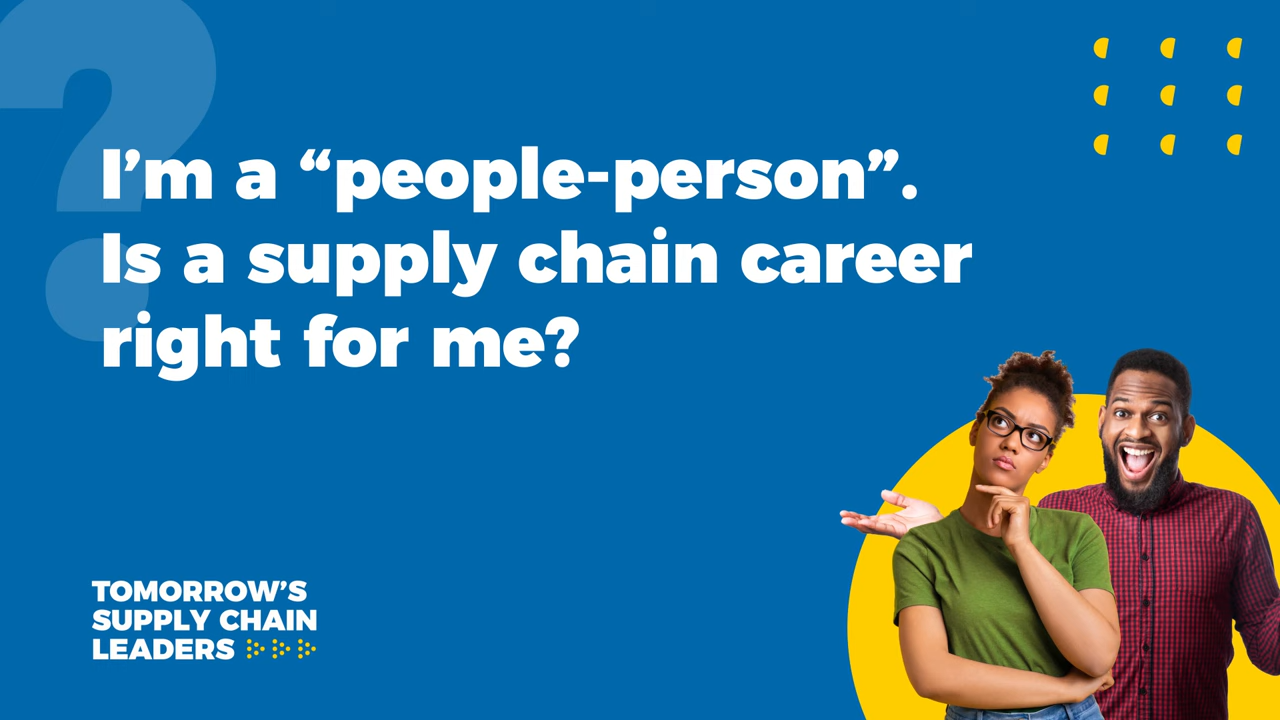 I’m a “people-person”.
Is a supply chain career
right for me?
TOMORROW’S
SUPPLY CHAIN
LEADERS